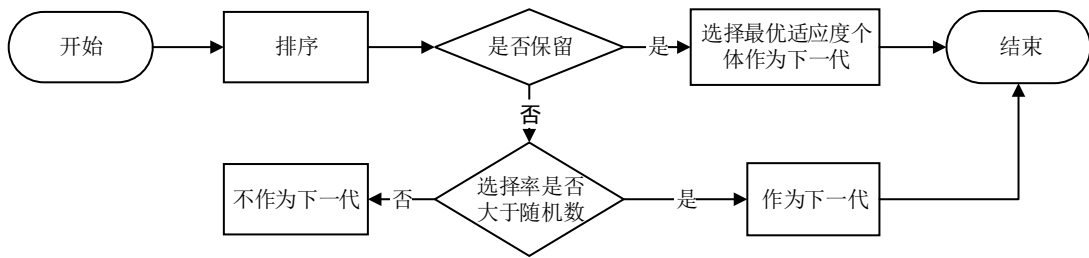 开始
排序
是否保留
是
选择最优适应度个
体作为下一代
结束
否
不作为下一代
否
选择率是否
大于随机数
是
作为下一代